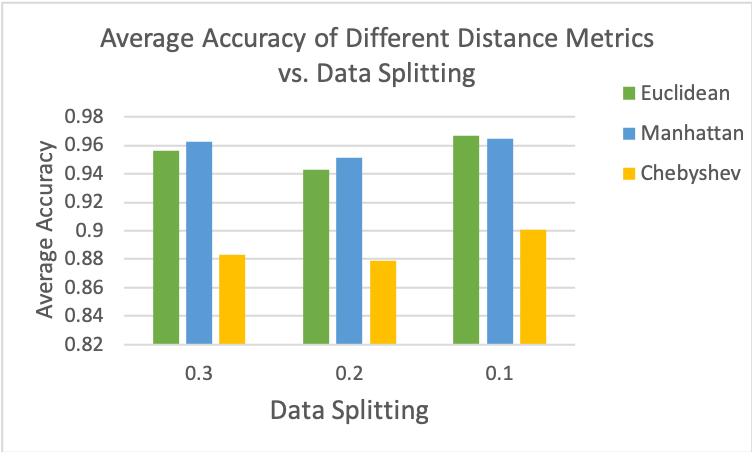 Average Accuracy of Different Distance Metrics
vs. Data Splitting
Euclidean
Manhattan
Chebyshev
Average Accuracy
0.98
0.96
0.94
0.92
0.9
0.88
0.86
0.84
0.82
0.3 0.2 0.1
Data Splitting